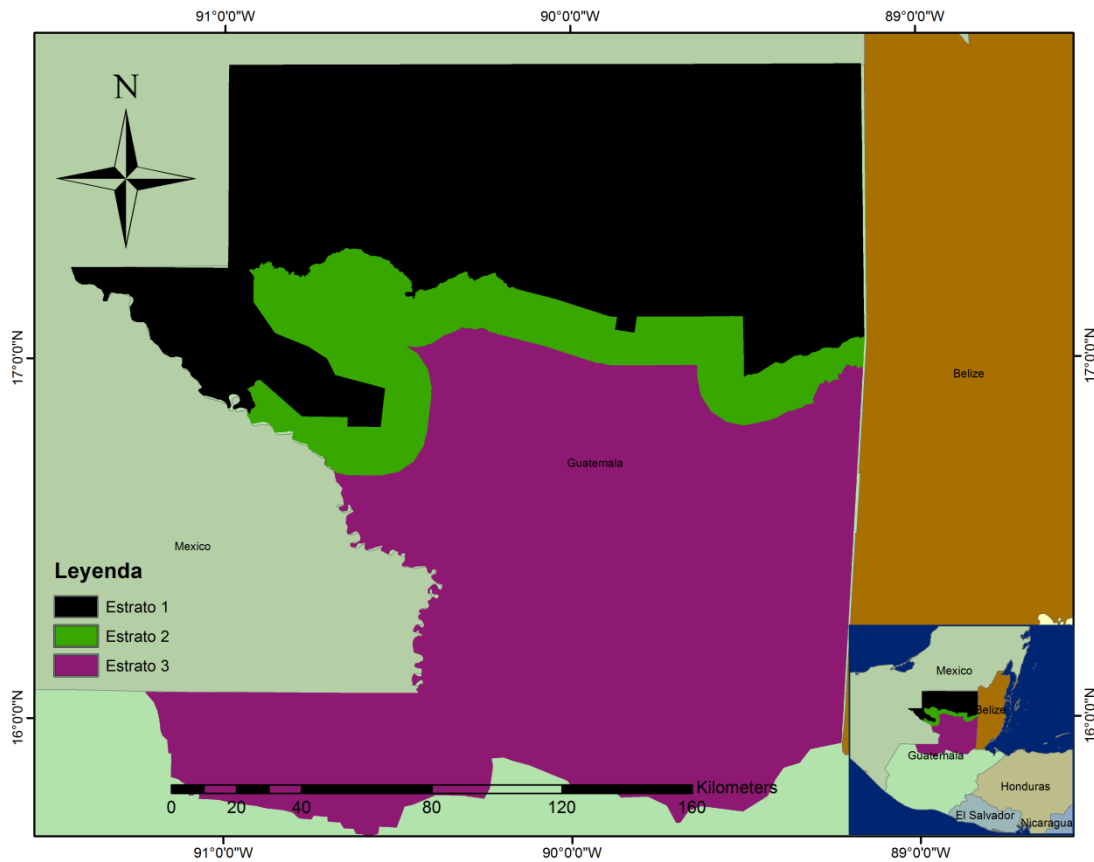 91°0'0"W 90°0'0"W 89°0'0"W
N
17°0'0"N 17°0'0"N
Belize
Guatemala
Mexico
Leyenda
Estrato 1
Estrato 2
Estrato 3
16°0'0"N 16°0'0"N
Kilometers
0 20 40 80 120 160
Mexico
Belize
Guatemala
Honduras
El Salvador
Nicaragua
91°0'0"W 90°0'0"W 89°0'0"W